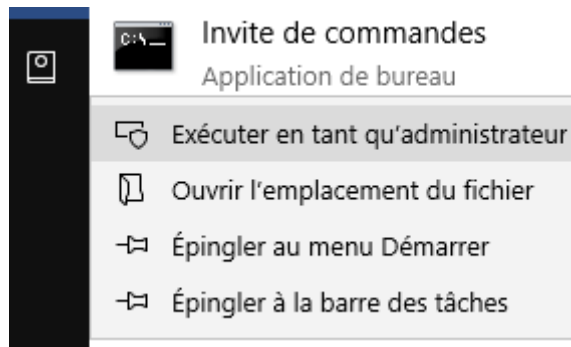 C:\_
Invite de commandes
Application de bureau
Exécuter en tant qu'administrateur
Ouvrir l'emplacement du fichier
Épingler au menu Démarrer
Épingler à la barre des tâches